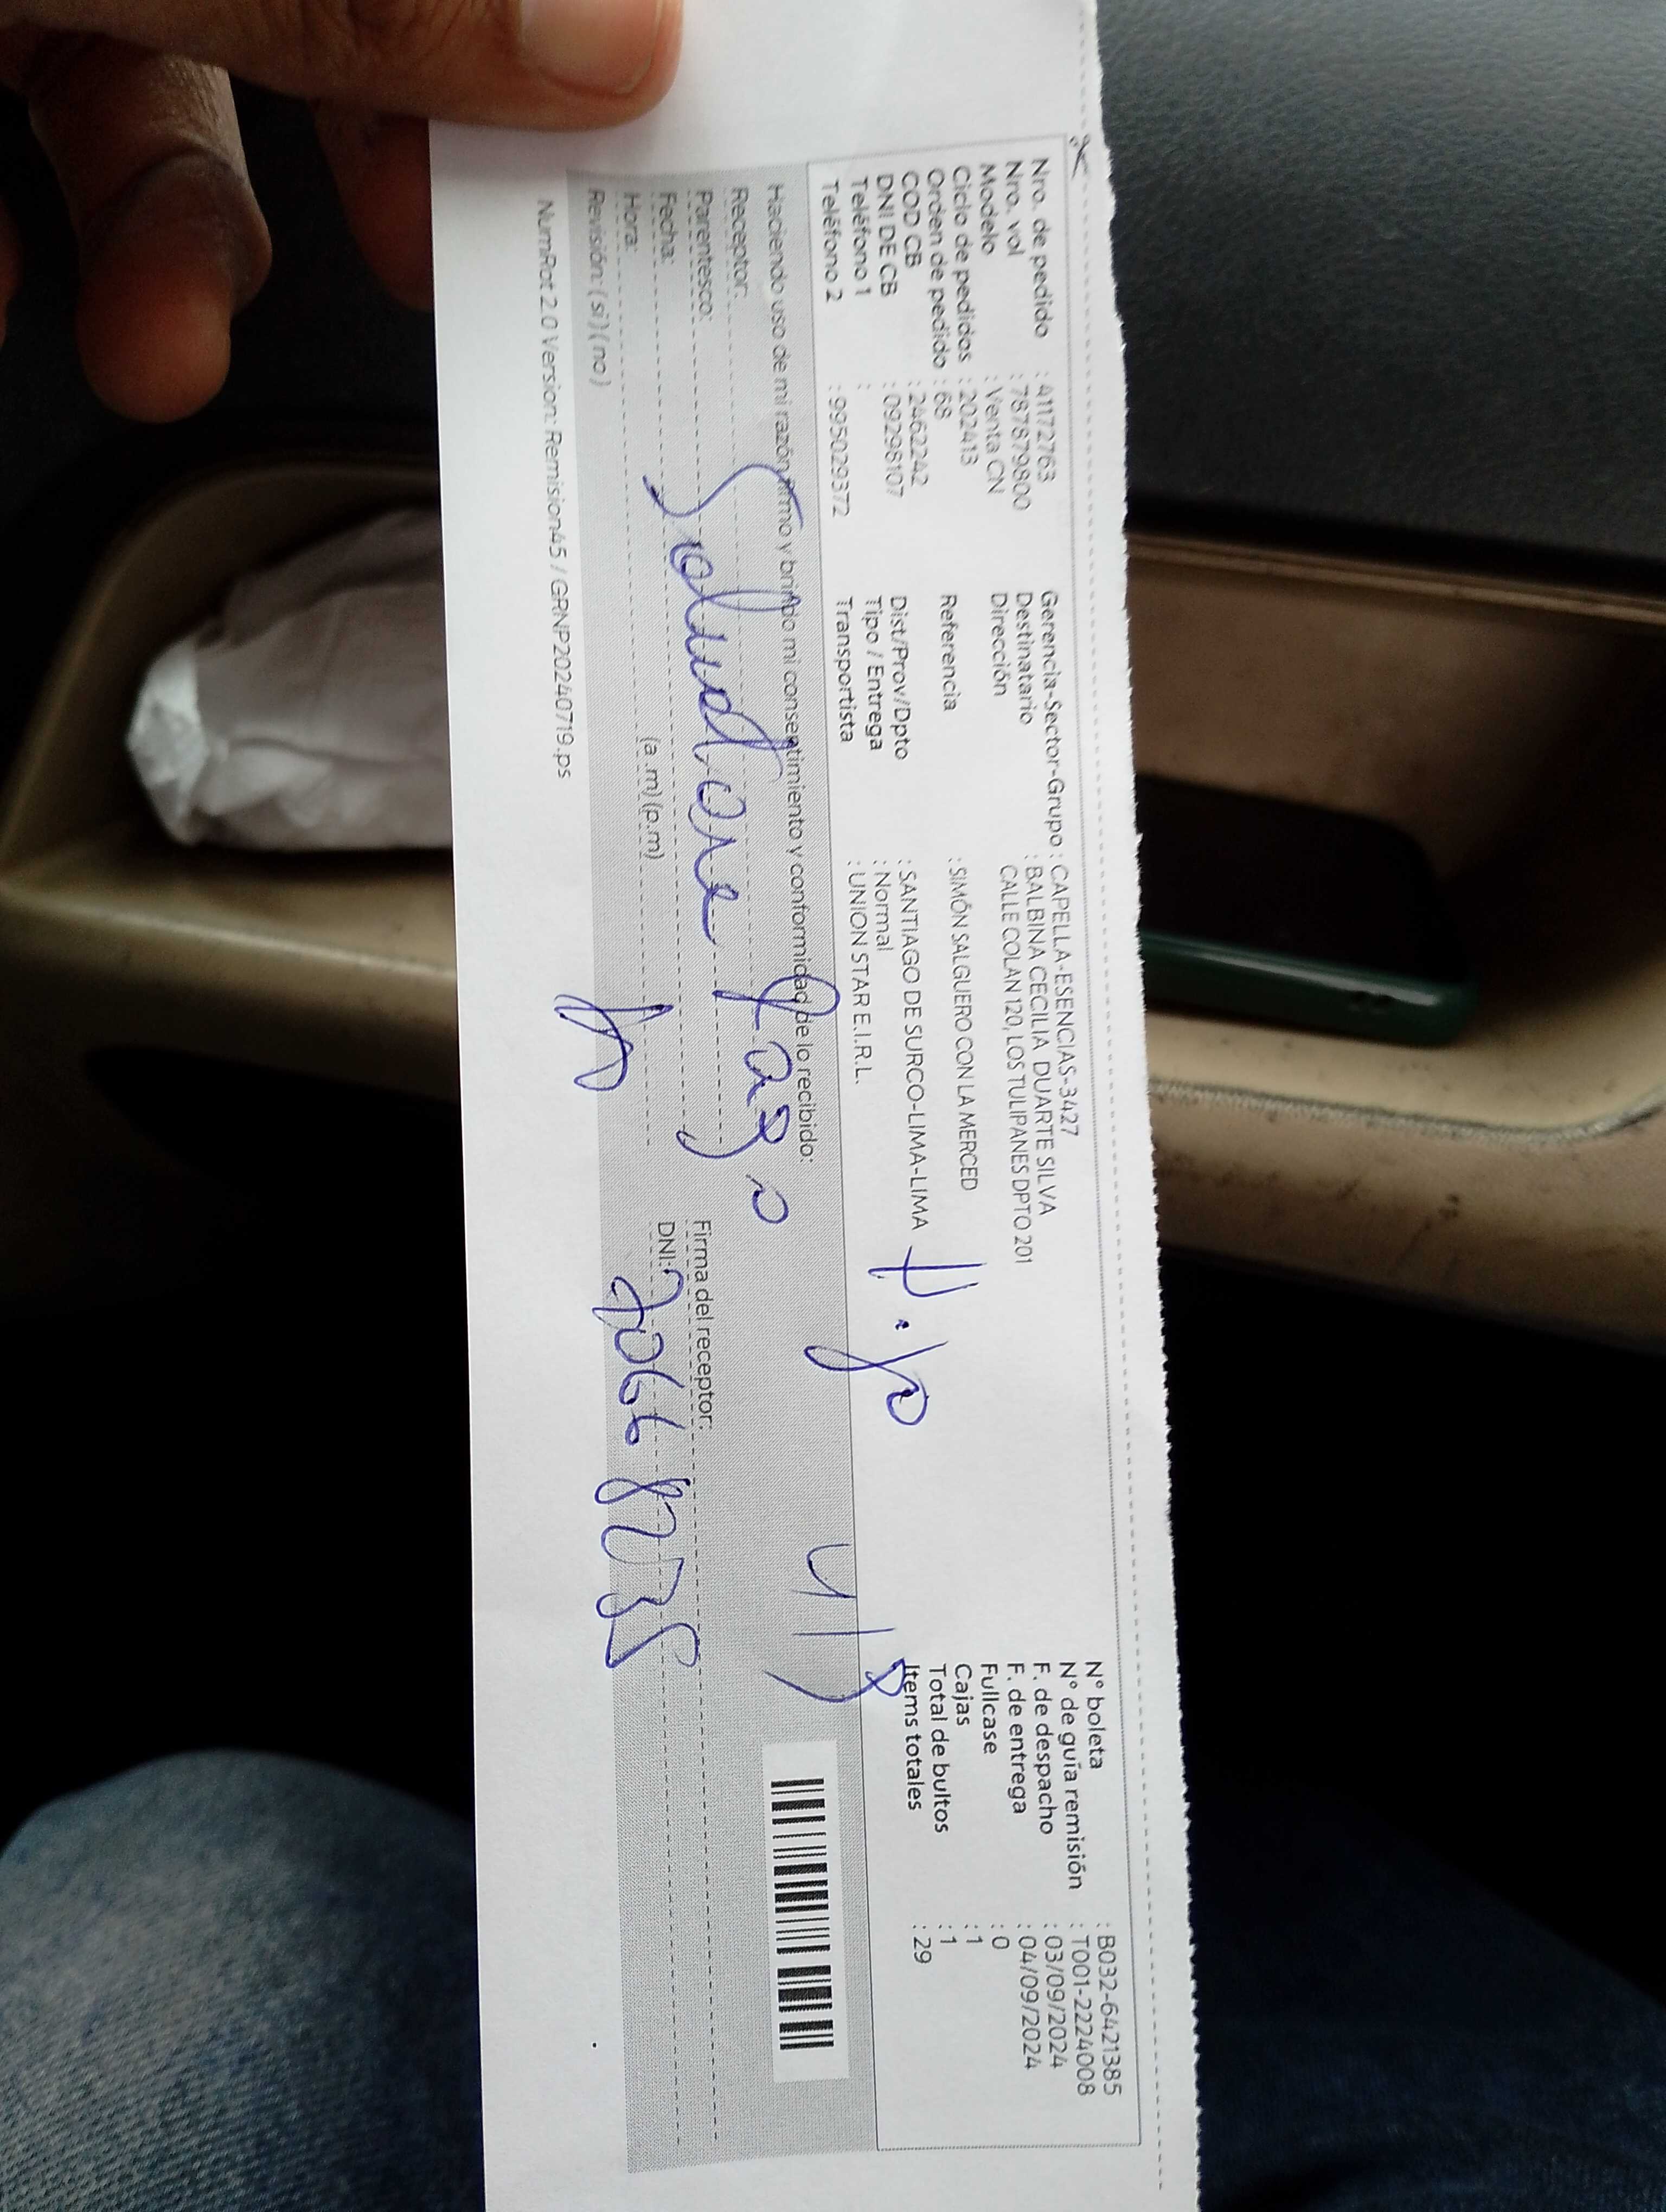 Nro. de pedido : 41172763
Nro. vol : 787879800
Modelo : Venta CN
Ciclo de pedidos : 202413
Orden de pedido : 68
COD CB : 2462242
DNI DE CB : 09298107
Teléfono 1 :
Teléfono 2 : 995029372
Gerencia-Sector-Grupo : CAPELLA-ESENCIAS-3427
Destinatario : BALBINA CECILIA DUARTE SILVA
Dirección CALLE COLAN 120, LOS TULIPANES DPTO 201
Referencia : SIMÓN SALGUERO CON LA MERCED
Dist/Prov/Dpto : SANTIAGO DE SURCO-LIMA-LIMA
Tipo / Entrega : Normal
Transportista : UNION STAR E.I.R.L.
N° boleta : B032-6421385
N° de guía remisión : T001-2224008
F. de despacho : 03/09/2024
F. de entrega : 04/09/2024
Fullcase : 0
Cajas : 1
Total de bultos : 1
Items totales : 29
Haciendo uso de mi razón firmo y brindo mi consentimiento y conformidad de lo recibido:
Receptor:
Parentesco:
Fecha:
Hora: (a.m) (p.m)
Revisión: (si) (no)
Firma del receptor:
DNI:
NumRot 2.0 Version: Remision45 / GRNP20240719.ps